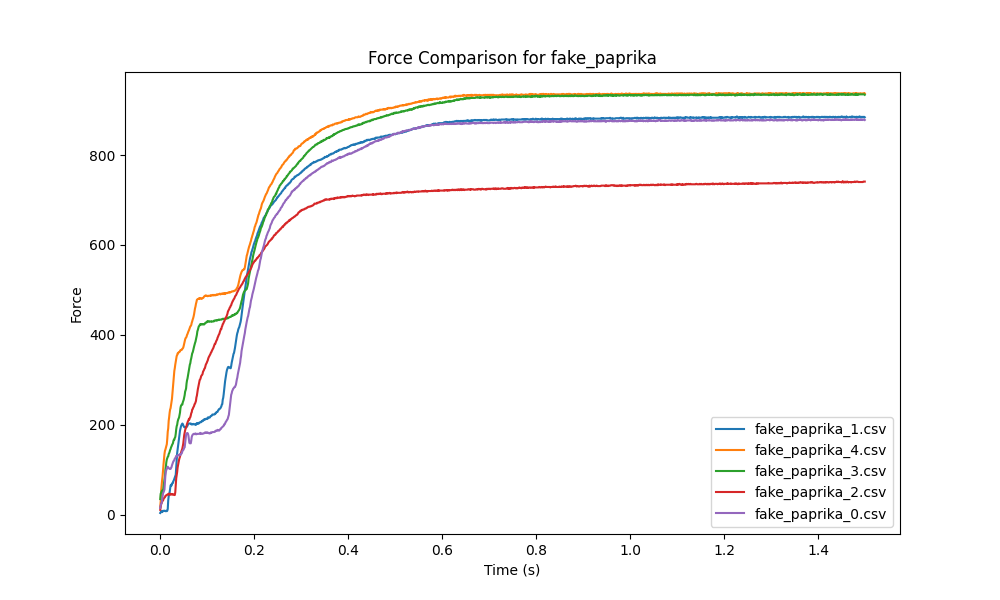 Force Comparison for fake_paprika
Force
800
600
400
200
0
0.0 0.2 0.4 0.6 0.8 1.0 1.2 1.4
Time (s)
fake_paprika_1.csv
fake_paprika_4.csv
fake_paprika_3.csv
fake_paprika_2.csv
fake_paprika_0.csv